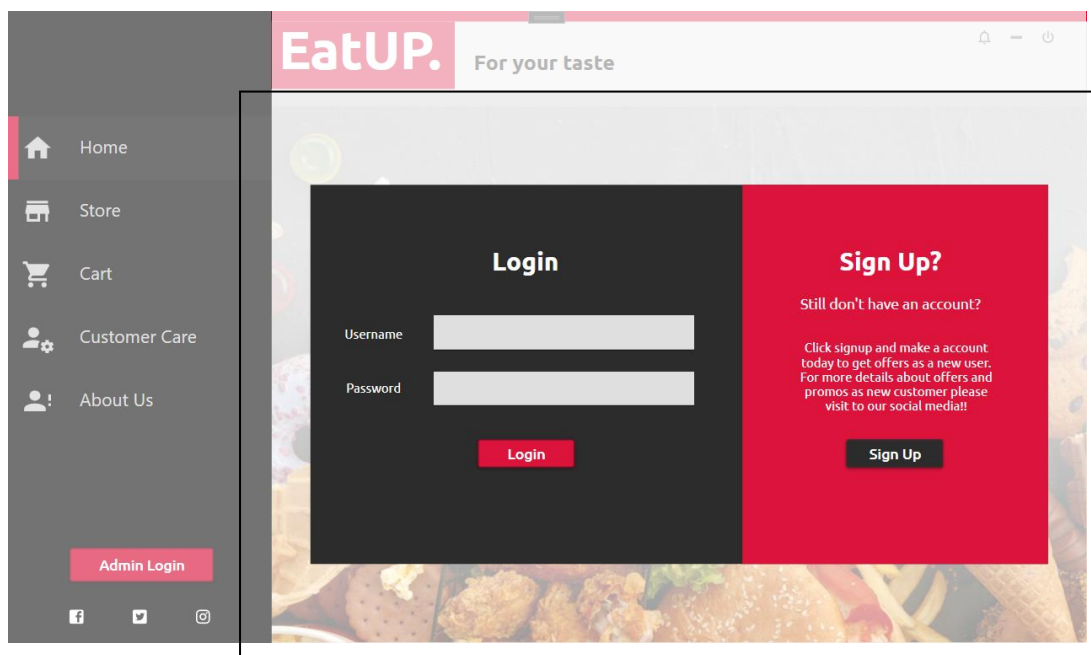 EatUP.
For your taste
Home
Store
Cart
Customer Care
About Us
Admin Login
Login
Username
Password
Login
Sign Up?
Still don't have an account?
Click signup and make a account
today to get offers as a new user.
For more details about offers and
promos as new customer please
visit to our social media!!
Sign Up